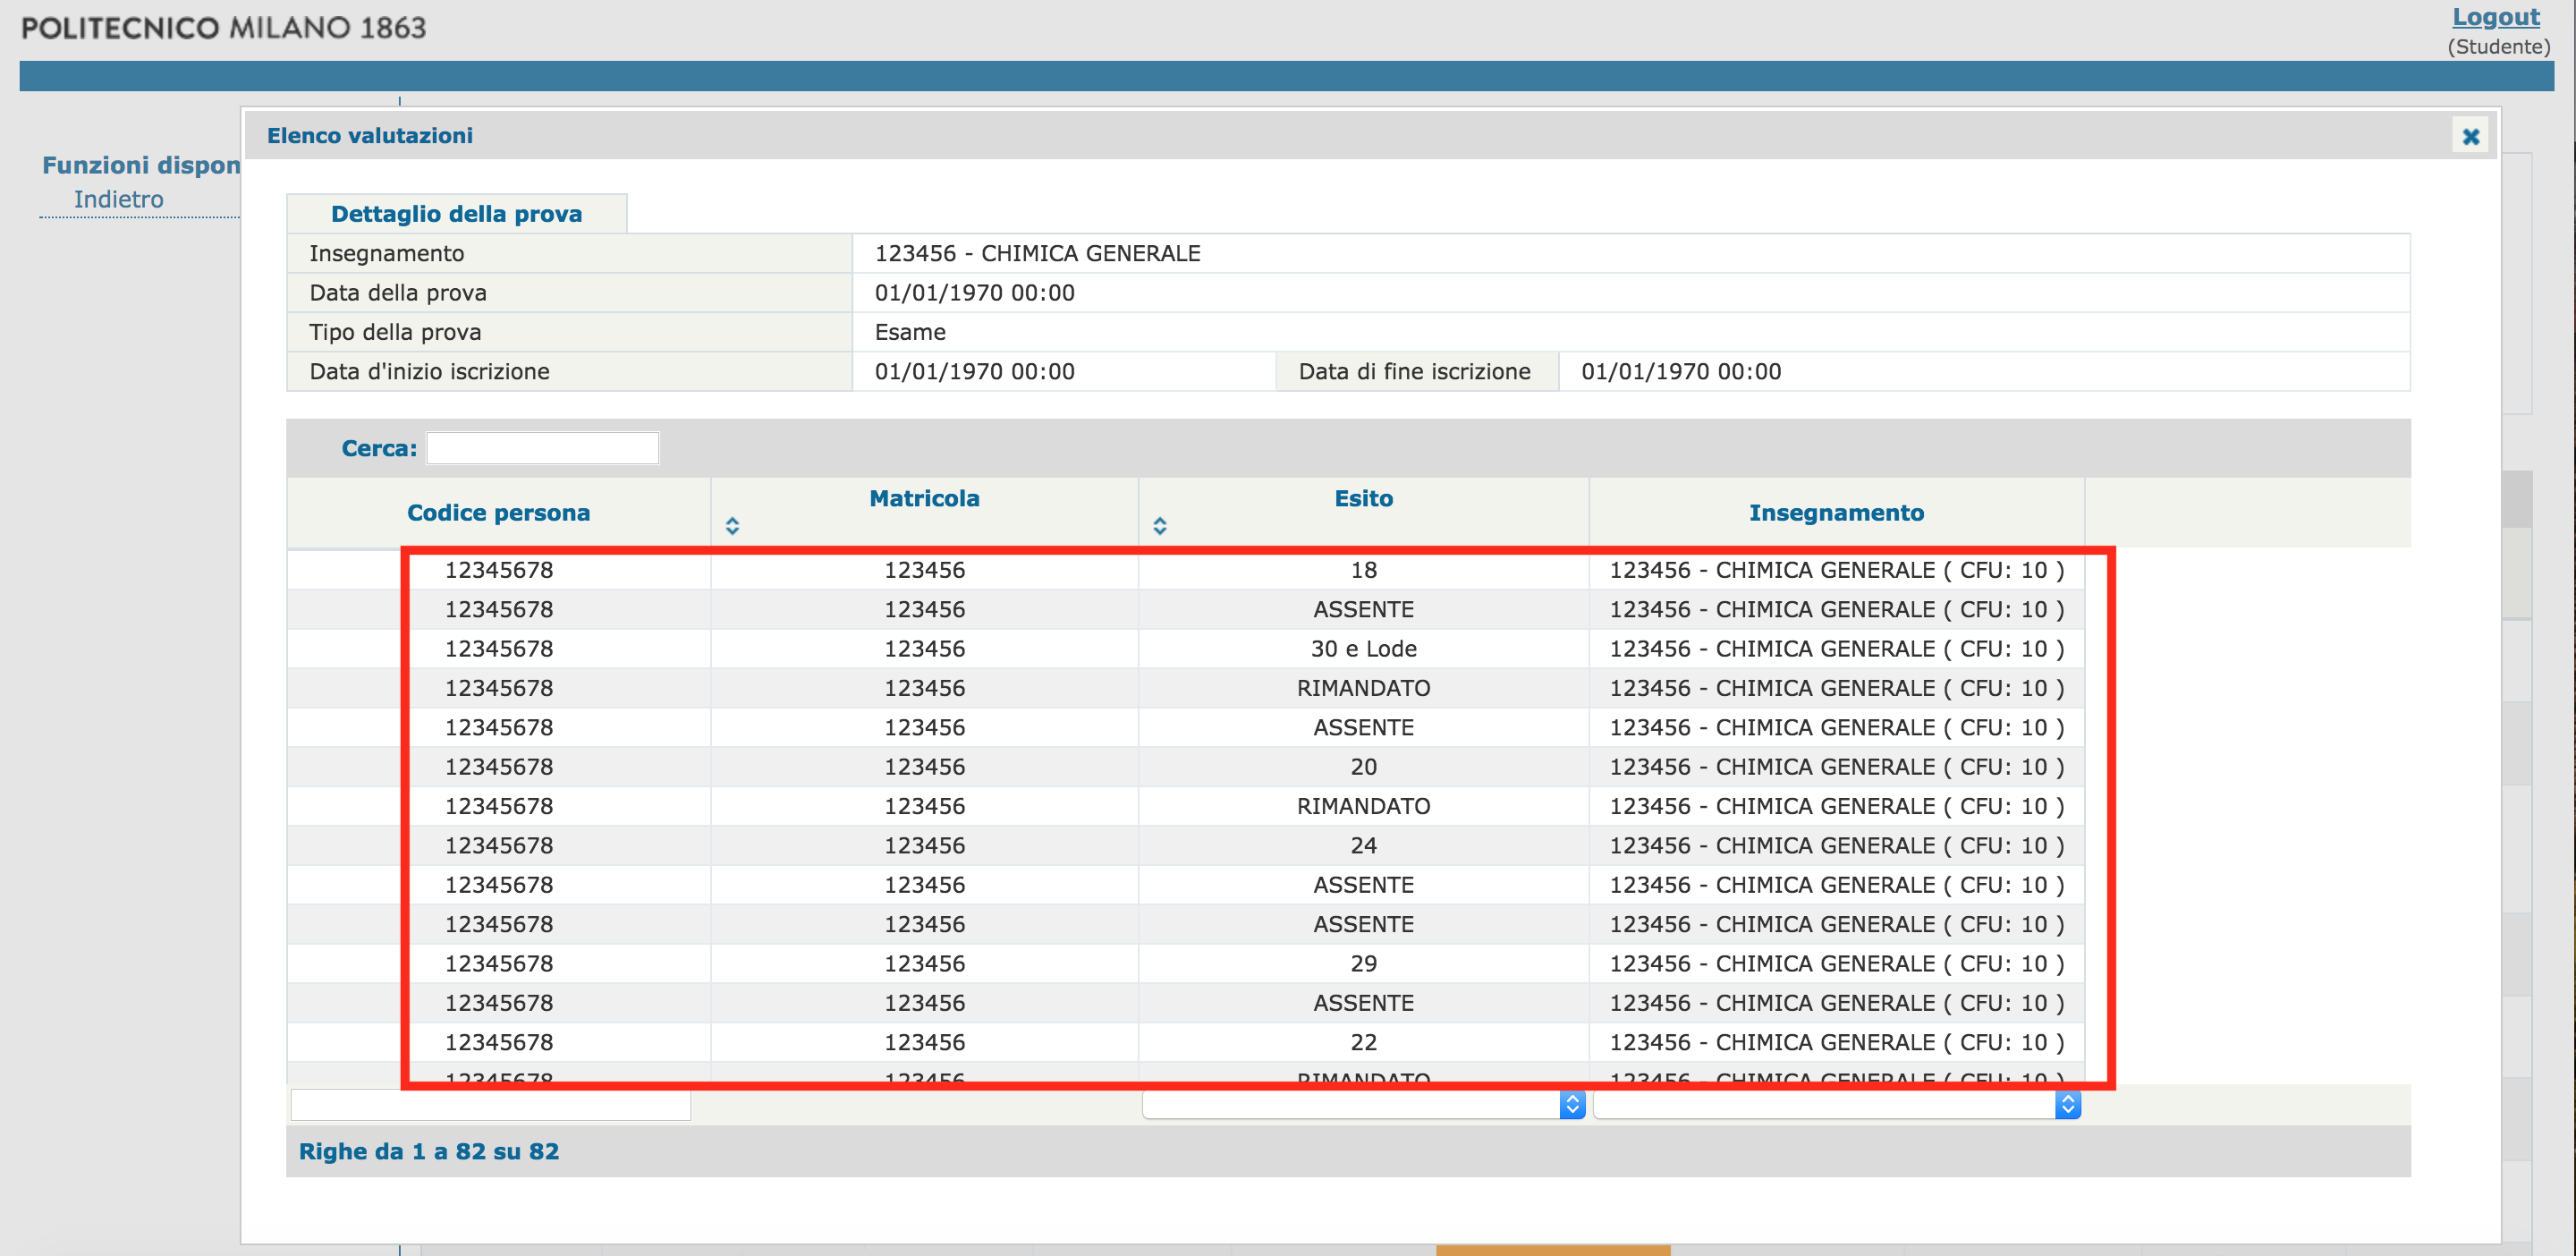 POLITECNICO MILANO 1863
Logout
(Studente)
Elenco valutazioni
Funzioni dispon
Indietro
Dettaglio della prova
Insegnamento 123456 - CHIMICA GENERALE
Data della prova 01/01/1970 00:00
Tipo della prova Esame
Data d'inizio iscrizione 01/01/1970 00:00 Data di fine iscrizione 01/01/1970 00:00
Cerca:
Codice persona Matricola Esito Insegnamento
12345678 123456 18 123456 - CHIMICA GENERALE ( CFU: 10 )
12345678 123456 ASSENTE 123456 - CHIMICA GENERALE ( CFU: 10 )
12345678 123456 30 e Lode 123456 - CHIMICA GENERALE ( CFU: 10 )
12345678 123456 RIMANDATO 123456 - CHIMICA GENERALE ( CFU: 10 )
12345678 123456 ASSENTE 123456 - CHIMICA GENERALE ( CFU: 10 )
12345678 123456 20 123456 - CHIMICA GENERALE ( CFU: 10 )
12345678 123456 RIMANDATO 123456 - CHIMICA GENERALE ( CFU: 10 )
12345678 123456 24 123456 - CHIMICA GENERALE ( CFU: 10 )
12345678 123456 ASSENTE 123456 - CHIMICA GENERALE ( CFU: 10 )
12345678 123456 ASSENTE 123456 - CHIMICA GENERALE ( CFU: 10 )
12345678 123456 29 123456 - CHIMICA GENERALE ( CFU: 10 )
12345678 123456 ASSENTE 123456 - CHIMICA GENERALE ( CFU: 10 )
12345678 123456 22 123456 - CHIMICA GENERALE ( CFU: 10 )
12345678 123456 RIMANDATO 123456 - CHIMICA GENERALE ( CFU: 10 )
Righe da 1 a 82 su 82